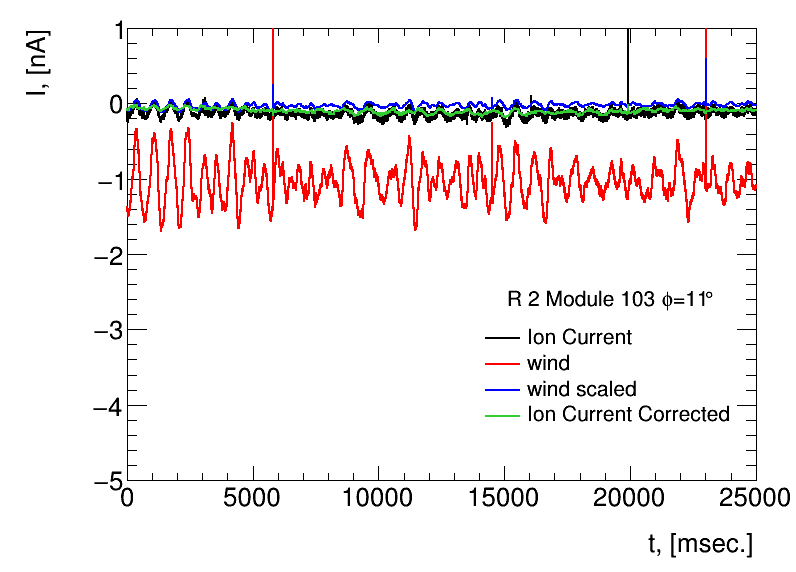 I, [nA]
1
0
−1
−2
−3
−4
−5
R 2 Module 103 ϕ=11°
Ion Current
wind
wind scaled
Ion Current Corrected
0 5000 10000 15000 20000 25000
t, [msec.]